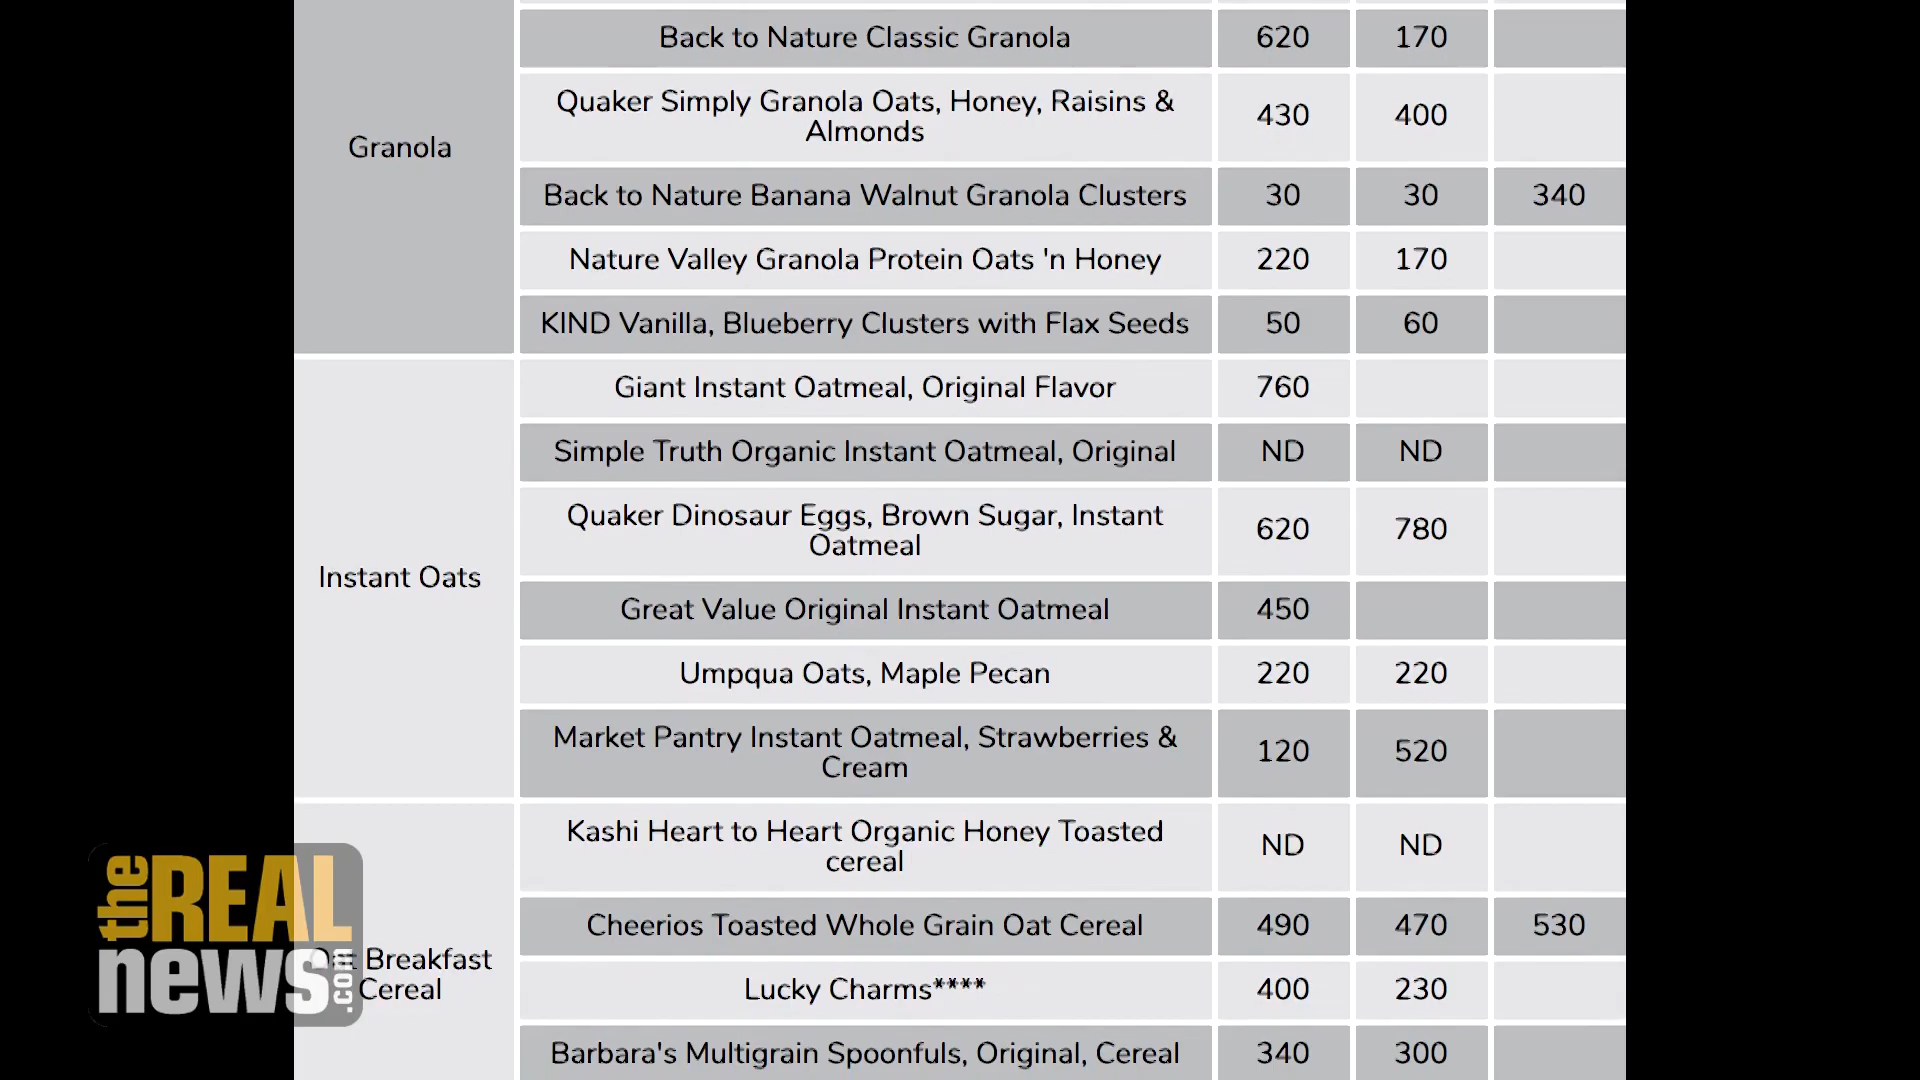 Back to Nature Classic Granola 620 170
Quaker Simply Granola Oats, Honey, Raisins &
Almonds 430 400
Granola
Back to Nature Banana Walnut Granola Clusters 30 30 340
Nature Valley Granola Protein Oats 'n Honey 220 170
KIND Vanilla, Blueberry Clusters with Flax Seeds 50 60
Giant Instant Oatmeal, Original Flavor 760
Simple Truth Organic Instant Oatmeal, Original ND ND
Quaker Dinosaur Eggs, Brown Sugar, Instant
Oatmeal 620 780
Instant Oats
Great Value Original Instant Oatmeal 450
Umpqua Oats, Maple Pecan 220 220
Market Pantry Instant Oatmeal, Strawberries &
Cream 120 520
Kashi Heart to Heart Organic Honey Toasted
cereal ND ND
Cheerios Toasted Whole Grain Oat Cereal 490 470 530
Oat Breakfast
Cereal
Lucky Charms**** 400 230
Barbara's Multigrain Spoonfuls, Original, Cereal 340 300
the REAL
news.com